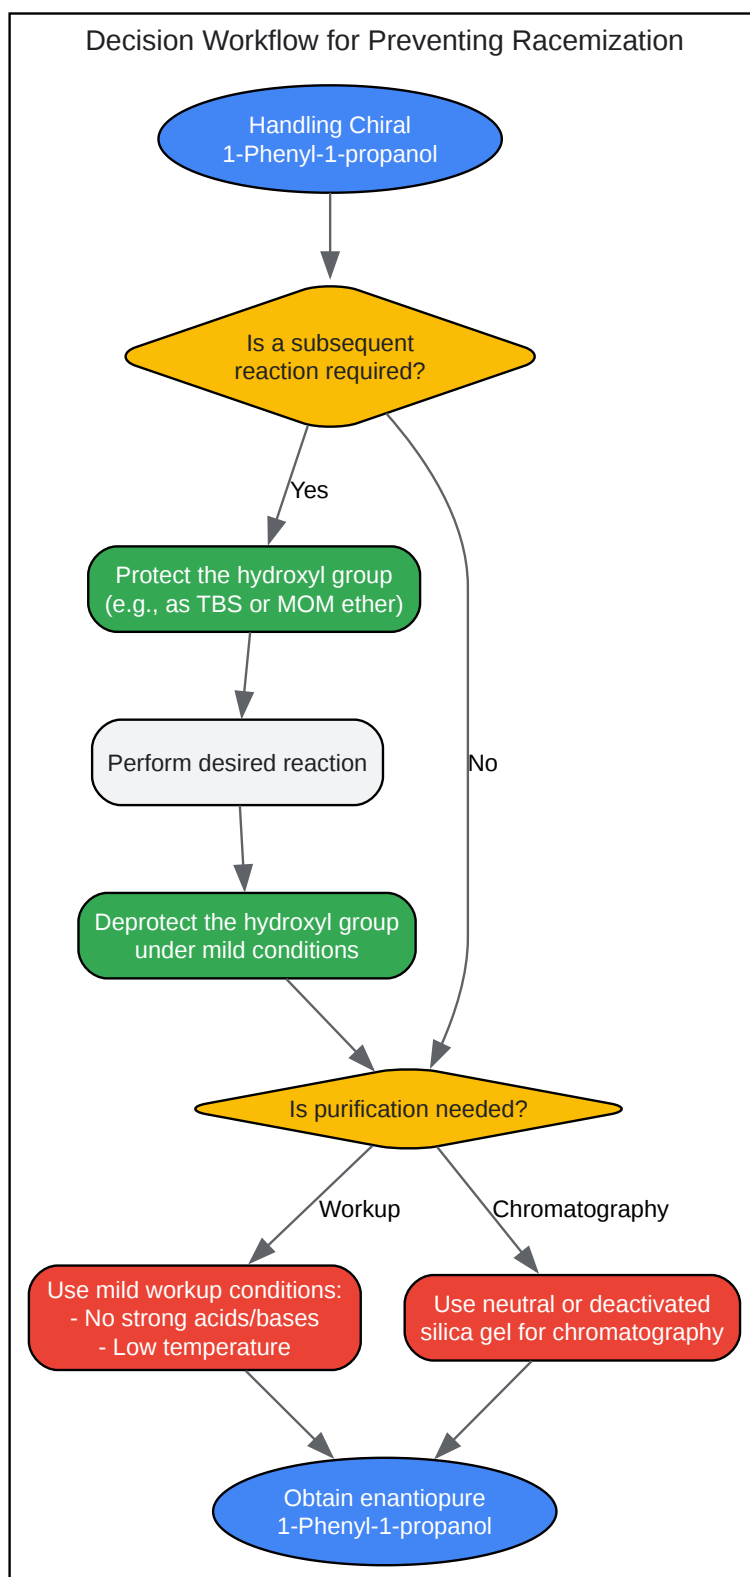 Decision Workflow for Preventing Racemization
Handling Chiral
1-Phenyl-1-propanol
Is a subsequent
reaction required?
Yes
Protect the hydroxyl group
(e.g., as TBS or MOM ether)
Perform desired reaction
No
Deprotect the hydroxyl group
under mild conditions
Is purification needed?
Workup
Chromatography
Use mild workup conditions:
- No strong acids/bases
- Low temperature
Use neutral or deactivated
silica gel for chromatography
Obtain enantiopure
1-Phenyl-1-propanol